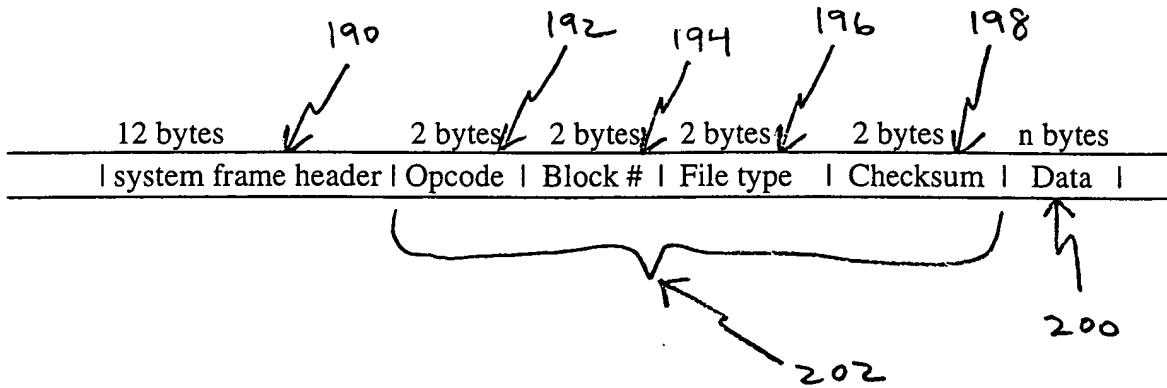 190 192 194 196 198
12 bytes 2 bytes 2 bytes 2 bytes 2 bytes n bytes
| system frame header | Opcode | Block # | File type | Checksum | Data |
200
202